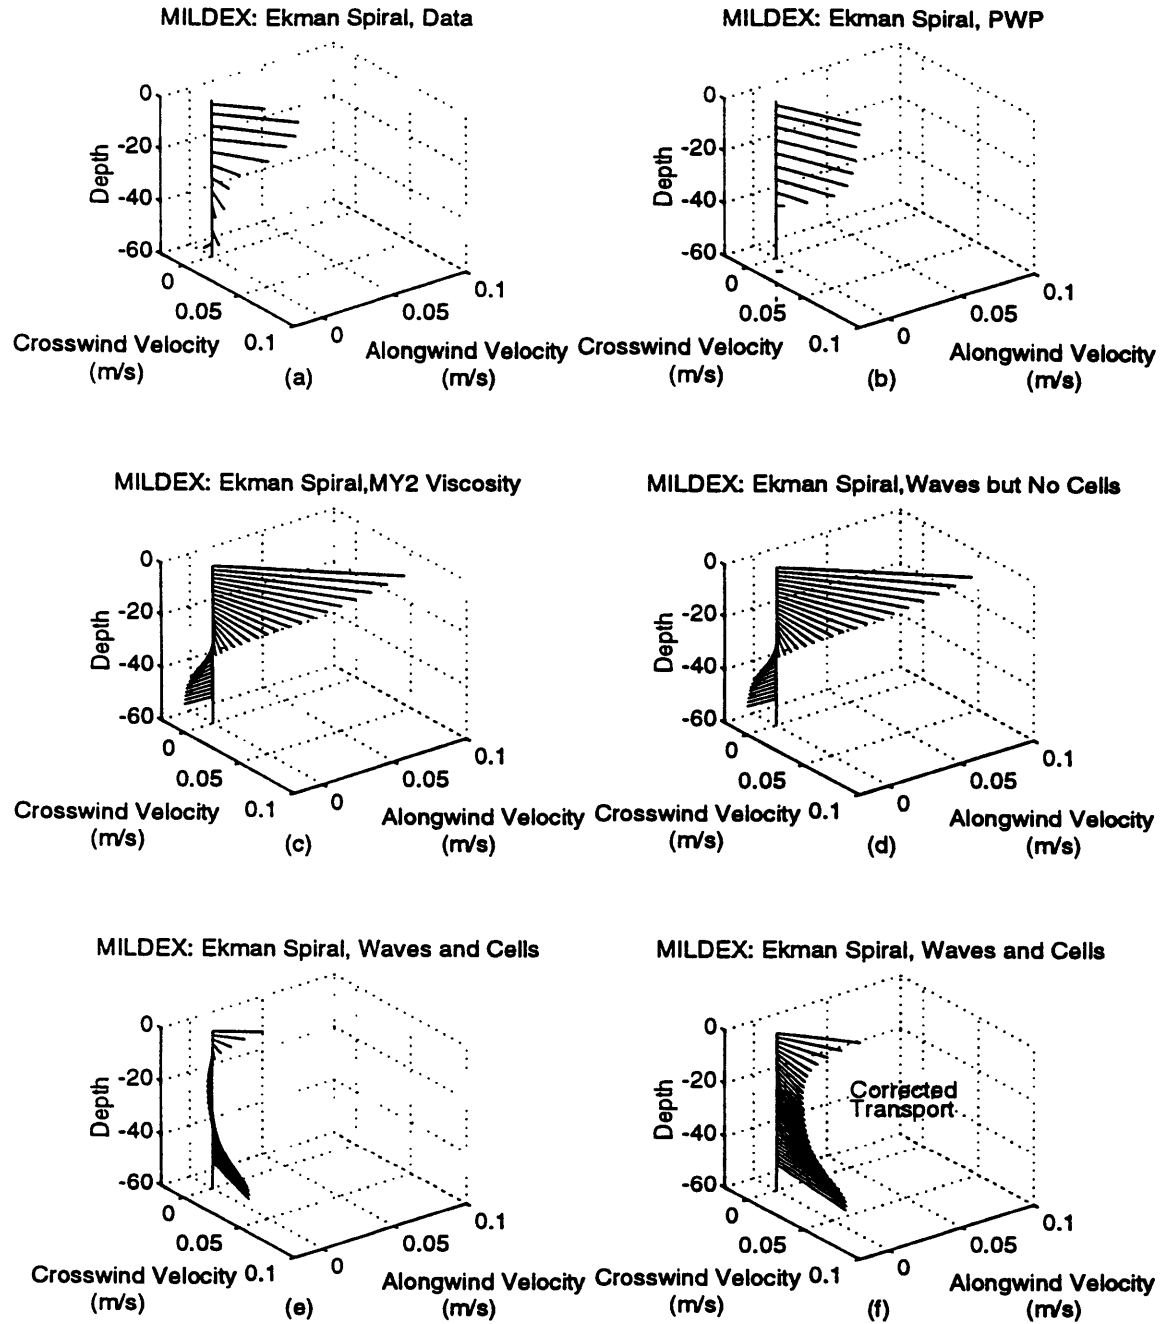 MILDEX: Ekman Spiral, Data
0
-20
-40
-60
Depth
0
0.05
0.1
0
0.05
0.1
Crosswind Velocity
(m/s)
Alongwind Velocity
(m/s)
(a)
MILDEX: Ekman Spiral, PWP
0
-20
-40
-60
Depth
0
0.05
0.1
0
0.05
0.1
Crosswind Velocity
(m/s)
Alongwind Velocity
(m/s)
(b)
MILDEX: Ekman Spiral,MY2 Viscosity
0
-20
-40
-60
Depth
0
0.05
0.1
0
0.05
0.1
Crosswind Velocity
(m/s)
Alongwind Velocity
(m/s)
(c)
MILDEX: Ekman Spiral,Waves but No Cells
0
-20
-40
-60
Depth
0
0.05
0.1
0
0.05
0.1
Crosswind Velocity
(m/s)
Alongwind Velocity
(m/s)
(d)
MILDEX: Ekman Spiral, Waves and Cells
0
-20
-40
-60
Depth
0
0.05
0.1
0
0.05
0.1
Crosswind Velocity
(m/s)
Alongwind Velocity
(m/s)
(e)
MILDEX: Ekman Spiral, Waves and Cells
0
-20
-40
-60
Depth
Corrected
Transport
0
0.05
0.1
0
0.05
0.1
Crosswind Velocity
(m/s)
Alongwind Velocity
(m/s)
(f)